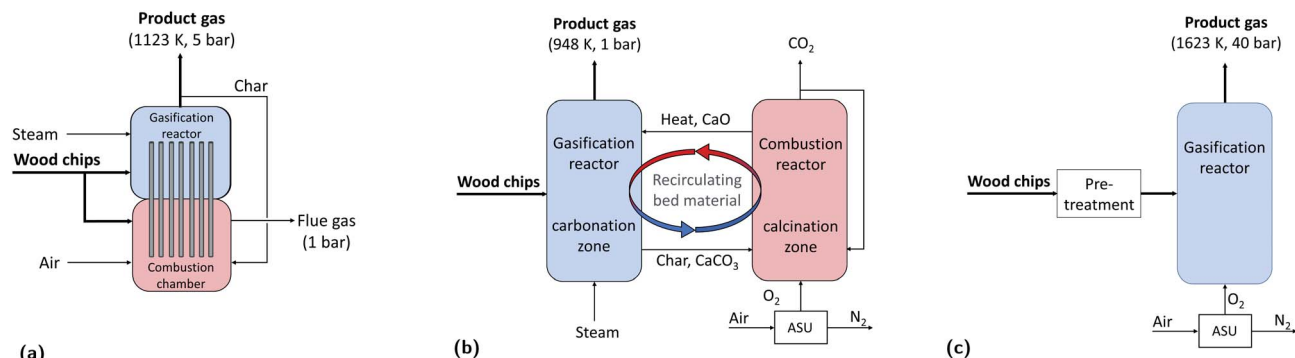 Product gas
(1123 K, 5 bar)
Char
Gasification
reactor
Steam
Wood chips
Flue gas
(1 bar)
Air
Combustion
chamber
(a)
Product gas
(948 K, 1 bar)
CO₂
Heat, CaO
Gasification
reactor
Combustion
reactor
Recirculating
bed material
Wood chips
carbonation
zone
calcination
zone
Char, CaCO₃
O₂
Steam
Air
ASU
N₂
(b)
Product gas
(1623 K, 40 bar)
Gasification
reactor
Wood chips
Pre-
treatment
O₂
Air
ASU
N₂
(c)